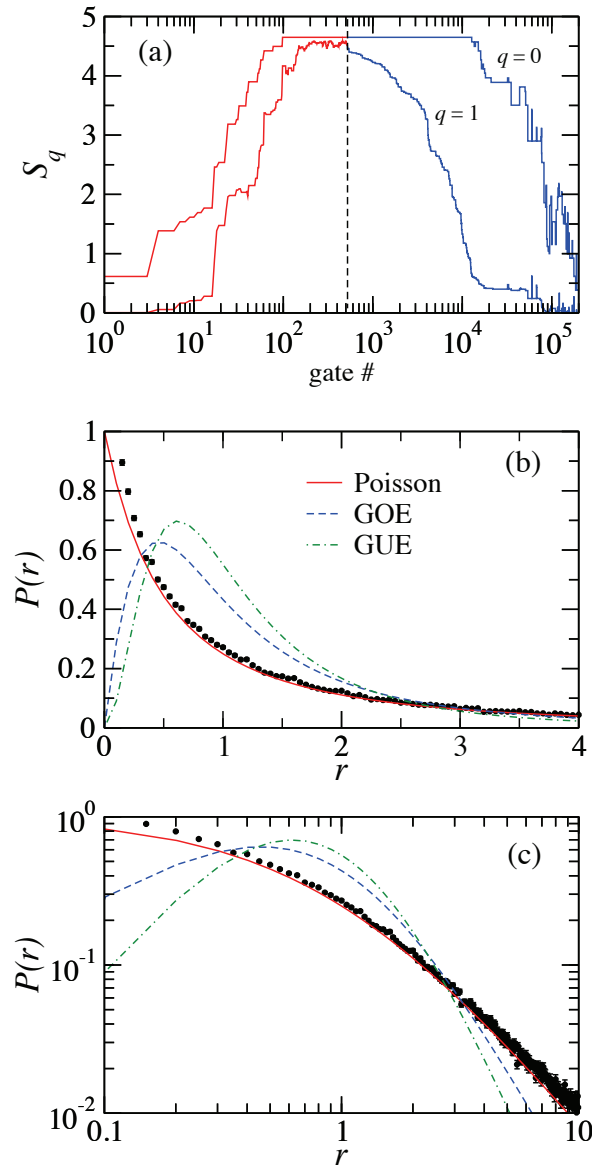 (a)
q = 0
q = 1
S_q
5
4
3
2
1
0
10^0 10^1 10^2 10^3 10^4 10^5
gate #
(b)
Poisson
GOE
GUE
P(r)
1
0.8
0.6
0.4
0.2
0
0 1 2 3 4
r
(c)
P(r)
10^0
10^-1
10^-2
0.1 1 10
r